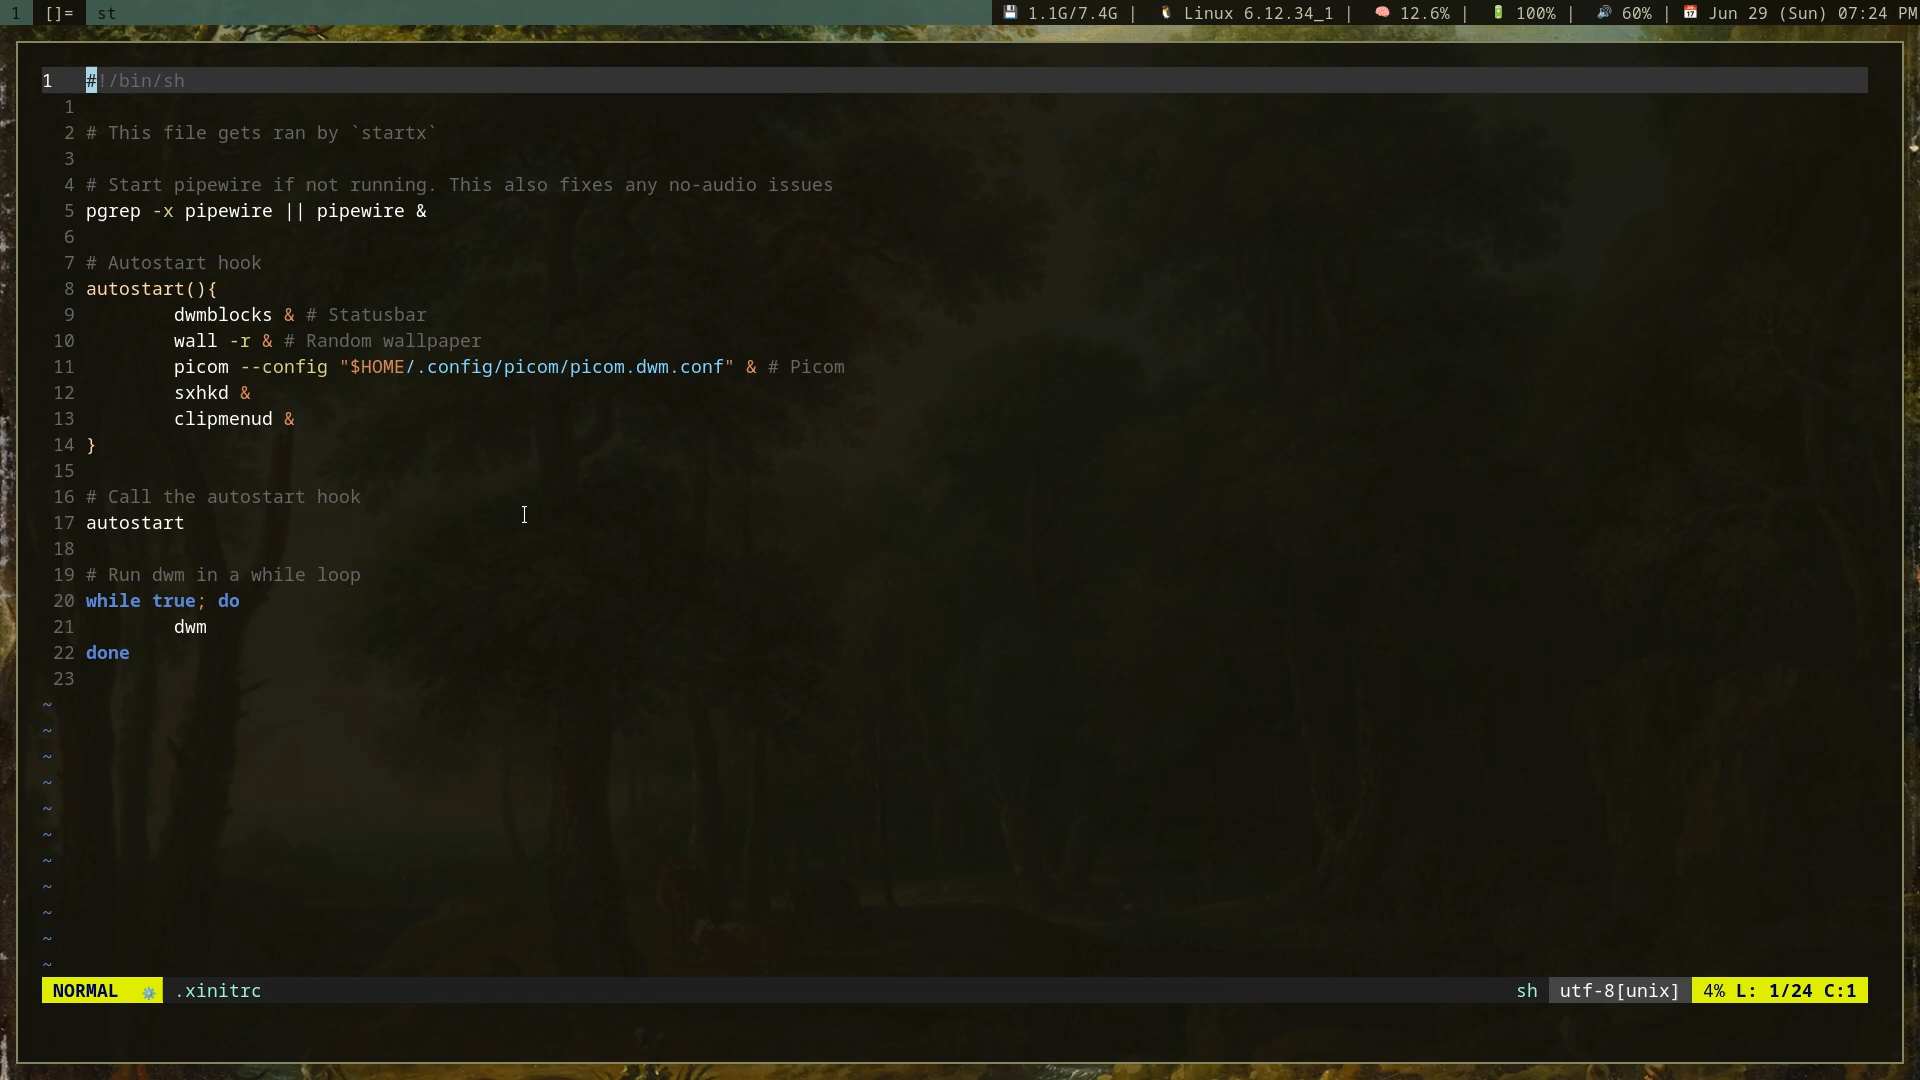 1 []= st 1.1G/7.4G | Linux 6.12.34_1 | 12.6% | 100% | 60% | Jun 29 (Sun) 07:24 PM
1 #!/bin/sh
1
2 # This file gets ran by `startx`
3
4 # Start pipewire if not running. This also fixes any no-audio issues
5 pgrep -x pipewire || pipewire &
6
7 # Autostart hook
8 autostart(){
9 dwmblocks & # Statusbar
10 wall -r & # Random wallpaper
11 picom --config "$HOME/.config/picom/picom.dwm.conf" & # Picom
12 sxhkd &
13 clipmenud &
14 }
15
16 # Call the autostart hook
17 autostart
18
19 # Run dwm in a while loop
20 while true; do
21 dwm
22 done
23
~
~
~
~
~
~
~
~
~
~
~
NORMAL .xinitrc sh utf-8[unix] 4% L: 1/24 C:1